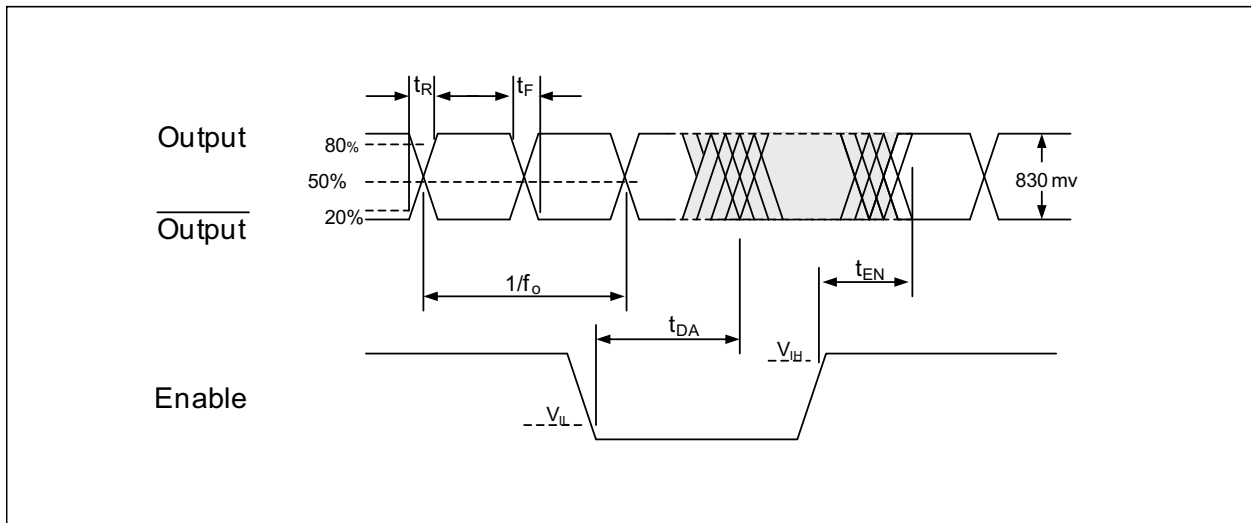 tR
tF
Output
80%
50%
830 mv
20%
Output
1/fo
tEN
tDA
VIH
Enable
VIL